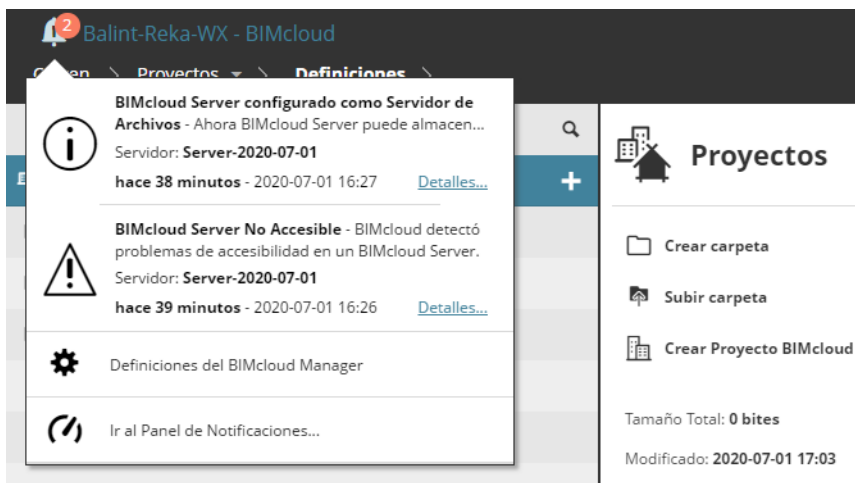 2
Balint-Reka-WX - BIMcloud
Proyectos > Definiciones >
BIMcloud Server configurado como Servidor de
Archivos - Ahora BIMcloud Server puede almacen...
Servidor: Server-2020-07-01
hace 38 minutos - 2020-07-01 16:27 Detalles...
BIMcloud Server No Accesible - BIMcloud detectó
problemas de accesibilidad en un BIMcloud Server.
Servidor: Server-2020-07-01
hace 39 minutos - 2020-07-01 16:26 Detalles...
Definiciones del BIMcloud Manager
Ir al Panel de Notificaciones...
Proyectos
Crear carpeta
Subir carpeta
Crear Proyecto BIMcloud
Tamaño Total: 0 bites
Modificado: 2020-07-01 17:03